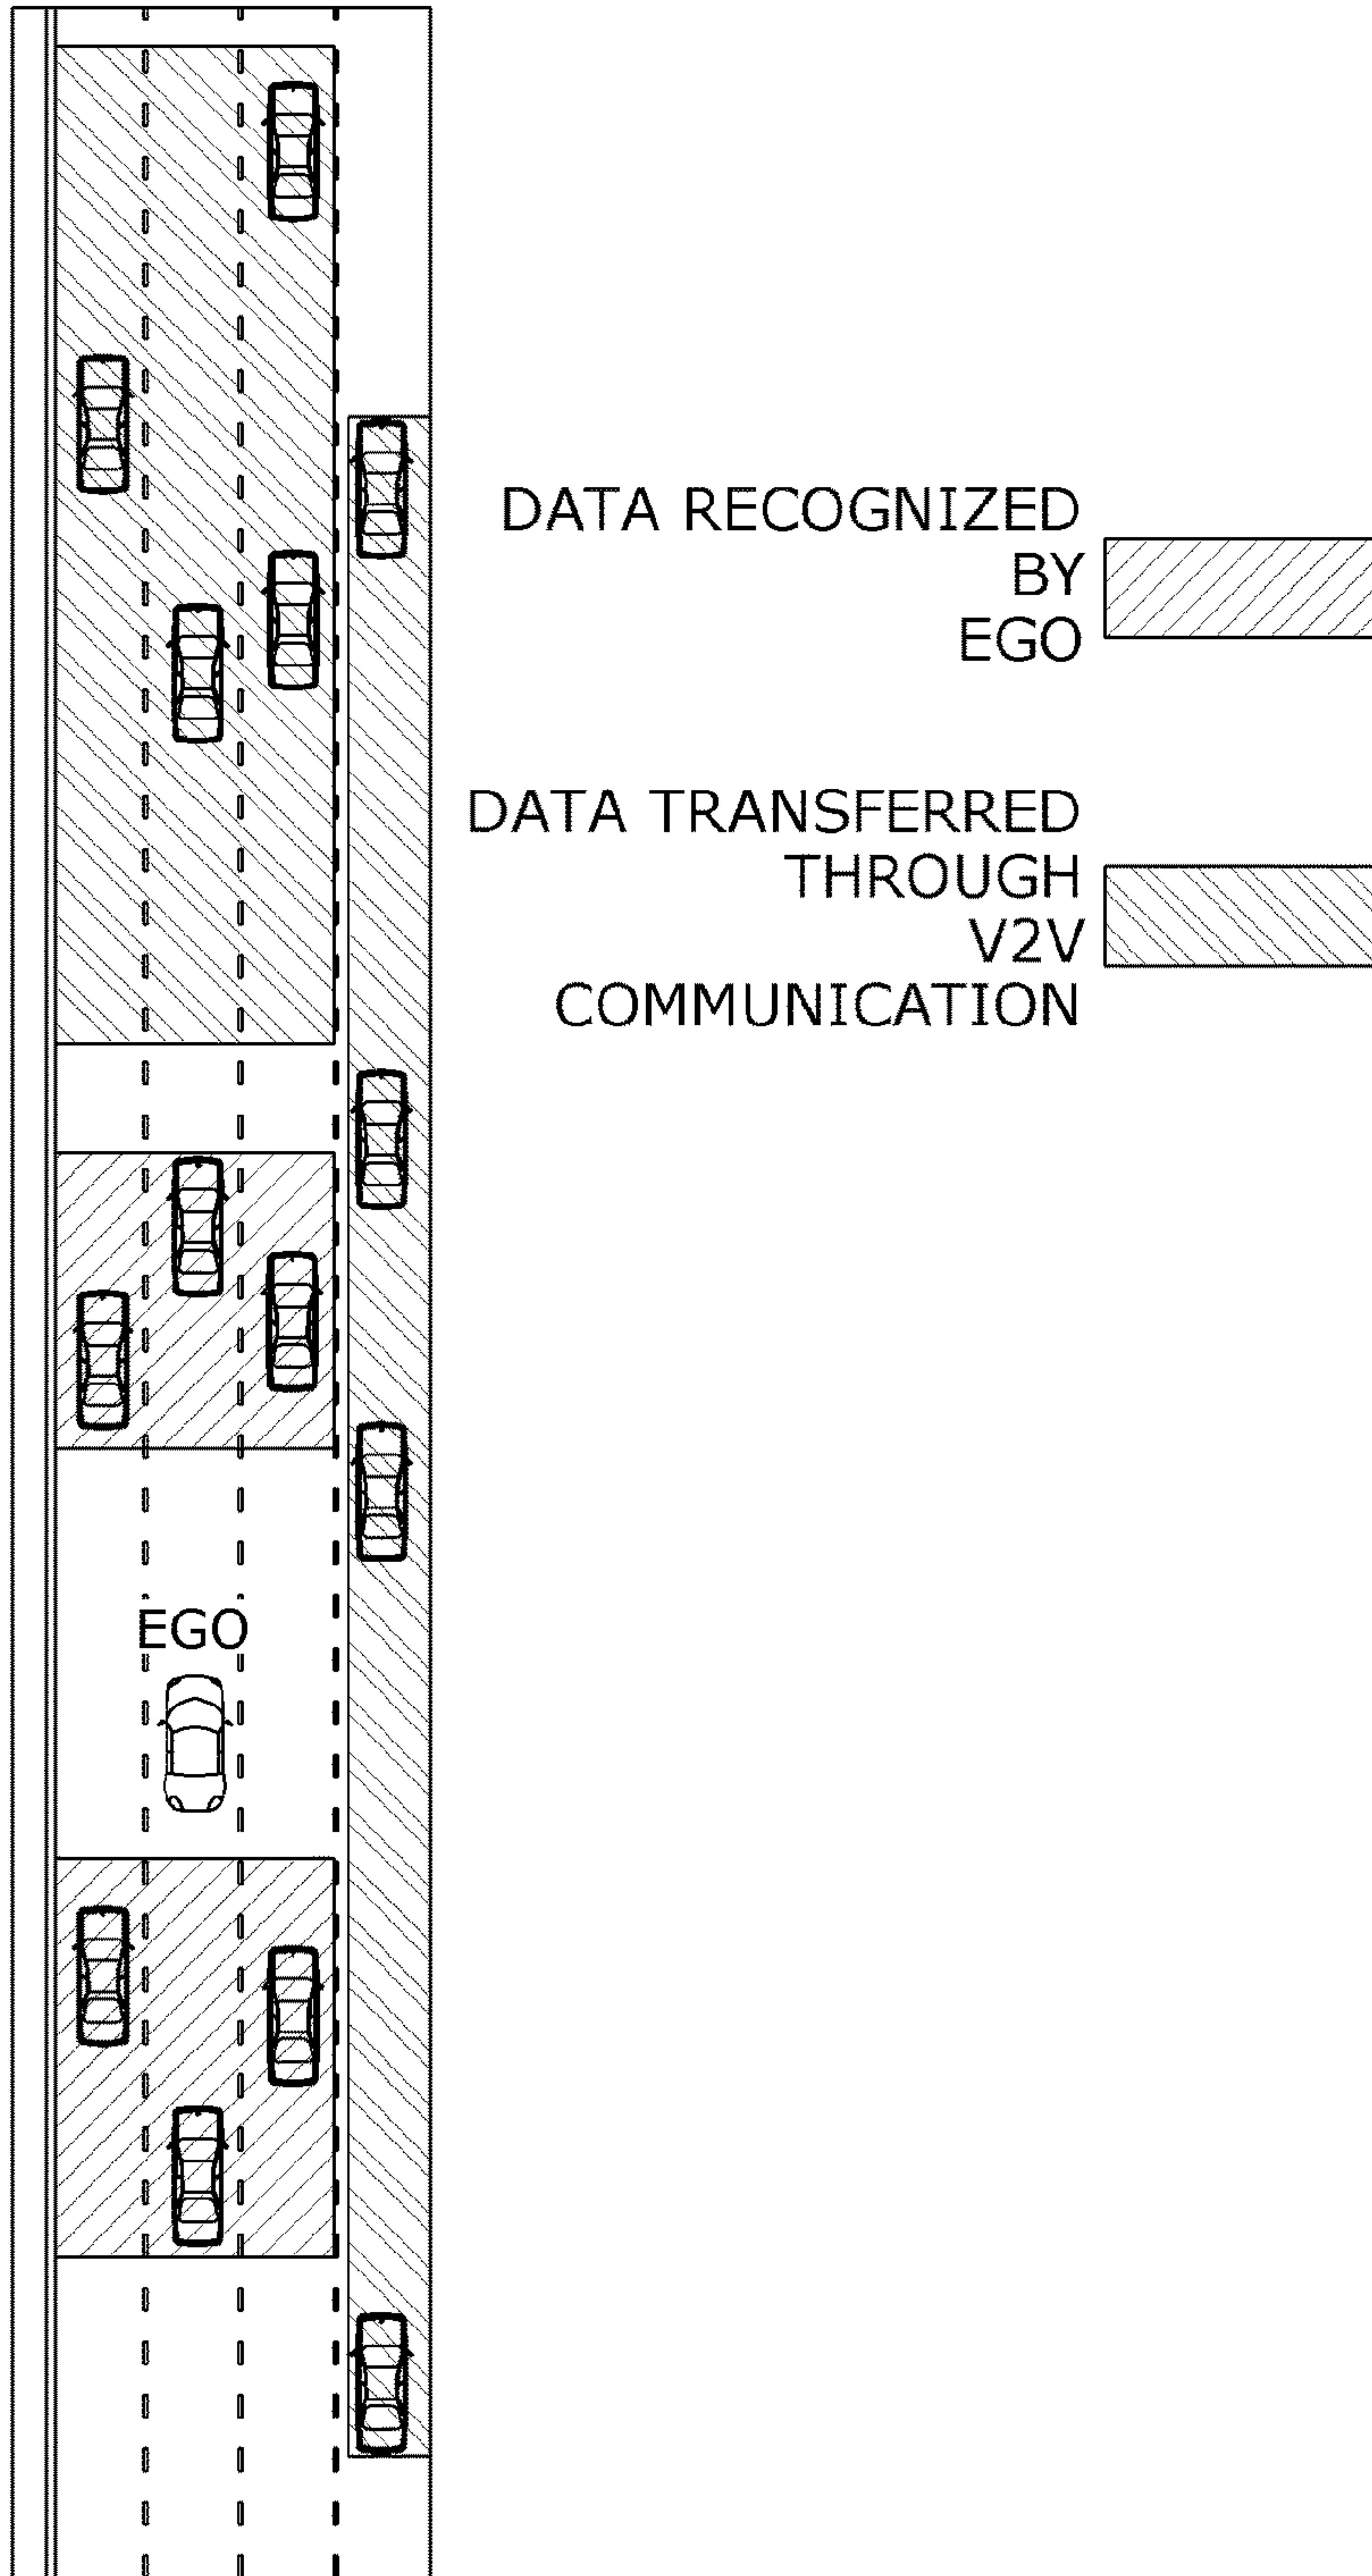 DATA RECOGNIZED
BY
EGO
DATA TRANSFERRED
THROUGH
V2V
COMMUNICATION
EGO